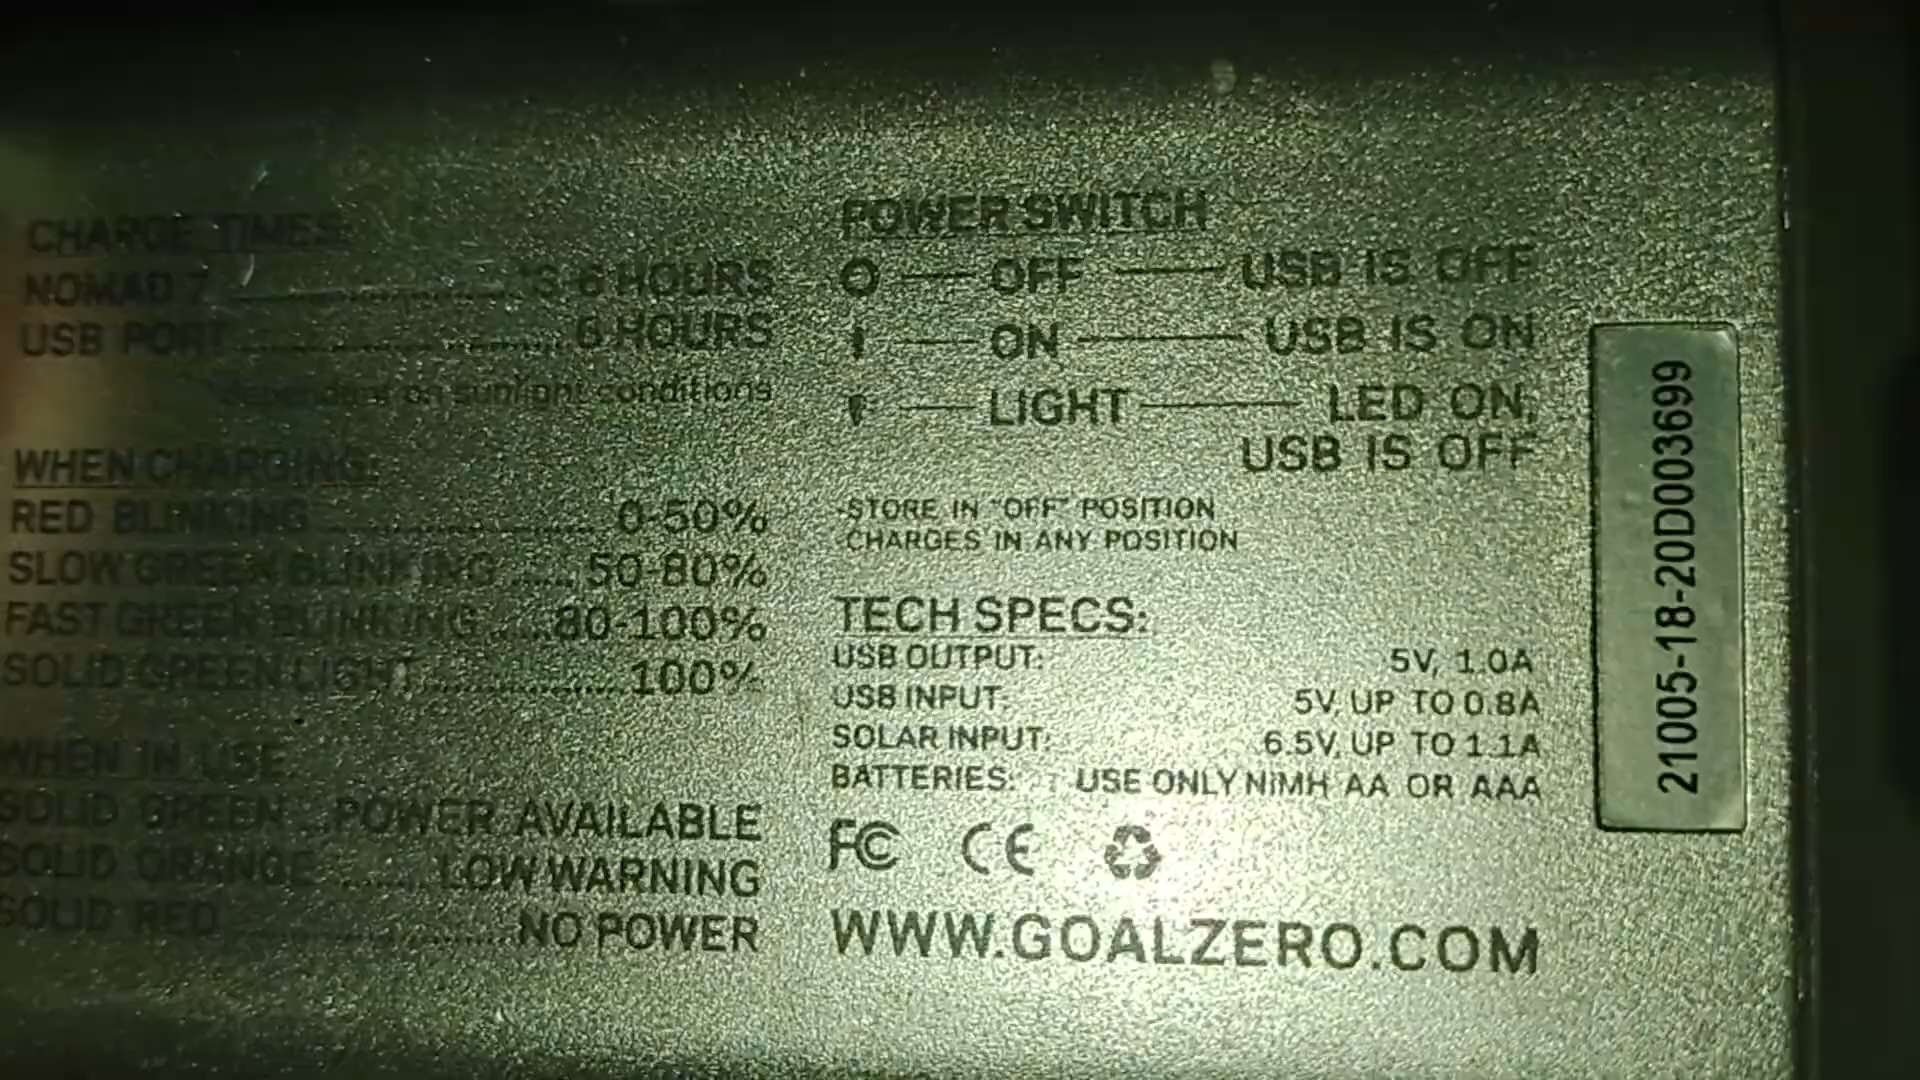 CHARGE TIMES
NOMAD 7 ........ *3-6 HOURS
USB PORT ........ 6 HOURS
*dependent on sunlight conditions
WHEN CHARGING:
RED BLINKING ........ 0-50%
SLOW GREEN BLINKING ...... 50-80%
FAST GREEN BLINKING ...... 80-100%
SOLID GREEN LIGHT ........ 100%
WHEN IN USE
SOLID GREEN ... POWER AVAILABLE
SOLID ORANGE ........ LOW WARNING
SOLID RED ........ NO POWER
POWER SWITCH
O — OFF — USB IS OFF
I — ON — USB IS ON
— LIGHT — LED ON,
USB IS OFF
-STORE IN "OFF" POSITION
-CHARGES IN ANY POSITION
TECH SPECS:
USB OUTPUT: 5V, 1.0A
USB INPUT: 5V, UP TO 0.8A
SOLAR INPUT: 6.5V, UP TO 1.1A
BATTERIES: USE ONLY NiMH AA OR AAA
FC CE
WWW.GOALZERO.COM
21005-18-20D003699